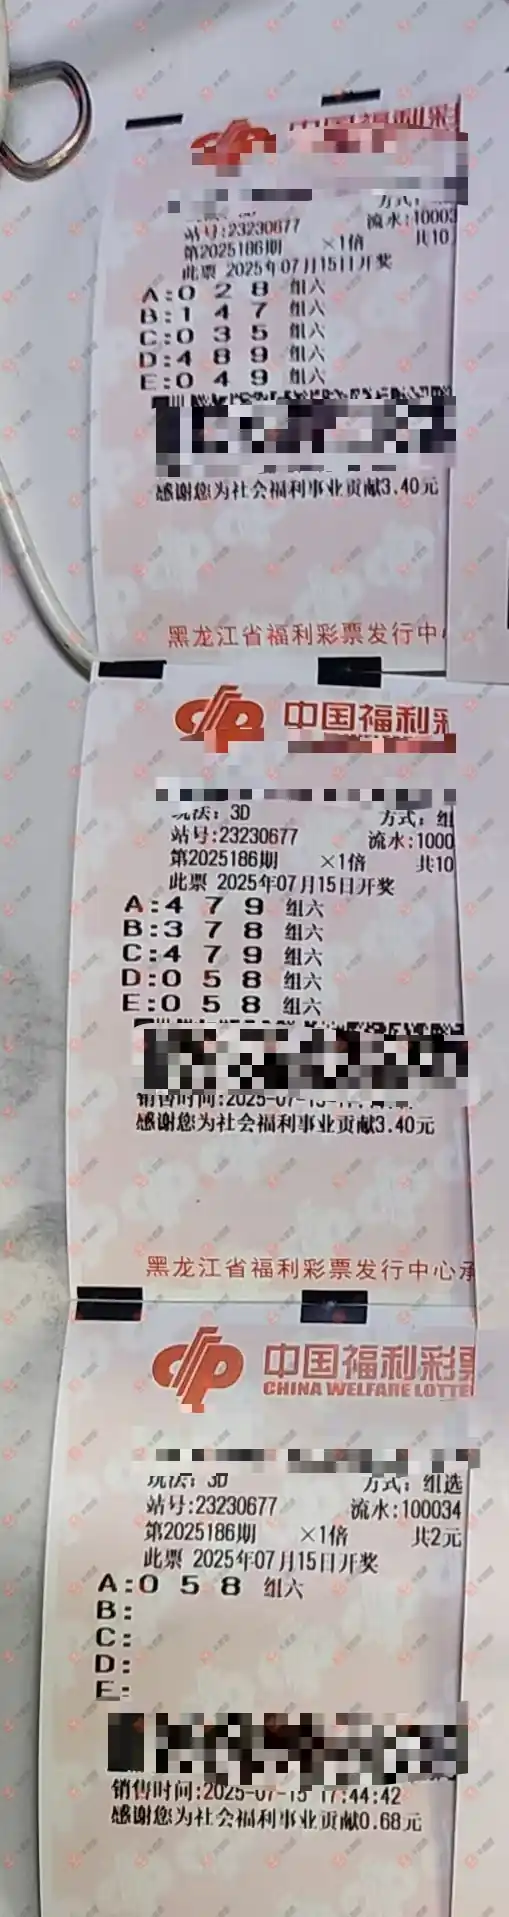 中国福利彩
站号:23230677 流水:10003
第2025186期 ×1倍 共10
此票 2025年07月15日开奖
A:0 2 8 组六
B:1 4 7 组六
C:0 3 5 组六
D:4 8 9 组六
E:0 4 9 组六
感谢您为社会福利事业贡献3.40元
黑龙江省福利彩票发行中
中国福利
玩法: 3D 方式: 组
站号:23230677 流水:1000
第2025186期 ×1倍 共10
此票 2025年07月15日开奖
A:4 7 9 组六
B:3 7 8 组六
C:4 7 9 组六
D:0 5 8 组六
E:0 5 8 组六
销售时间:2025-07-15
感谢您为社会福利事业贡献3.40元
黑龙江省福利彩票发行中心承
中国福利彩票
CHINA WELFARE LOTTE
玩法: 3D 方式: 组选
站号:23230677 流水:100034
第2025186期 ×1倍 共2元
此票 2025年07月15日开奖
A:0 5 8 组六
B:
C:
D:
E:
销售时间:2025-07-15 17:44:42
感谢您为社会福利事业贡献0.68元